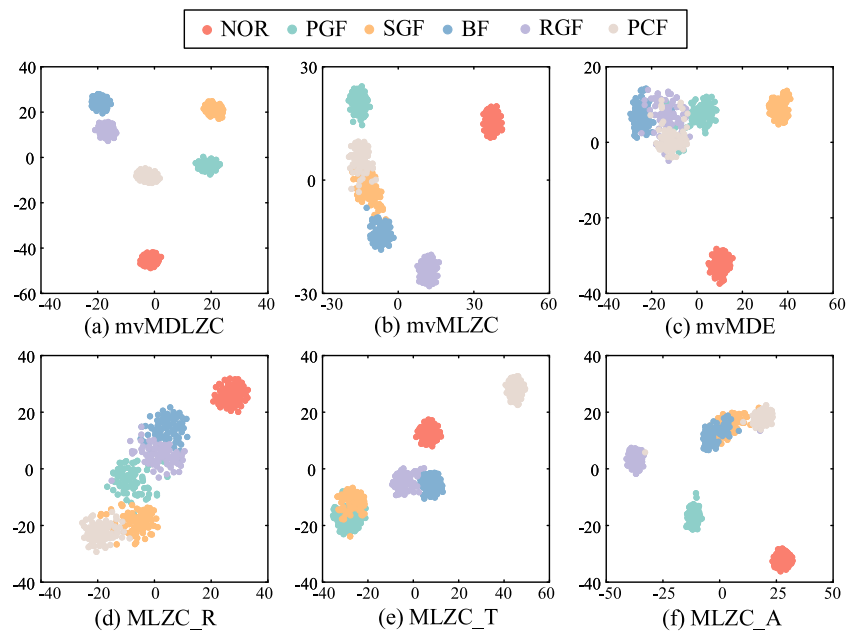 NOR PGF SGF BF RGF PCF
40 20 0 -20 -40 -60
-40 -20 0 20 40
(a) mvMDLZC
30 0 -30
-30 0 30 60
(b) mvMLZC
40 20 0 -20 -40
-40 -20 0 20 40 60
(c) mvMDE
40 20 0 -20 -40
-40 -20 0 20 40
(d) MLZC_R
40 20 0 -20 -40
-40 -20 0 20 40 60
(e) MLZC_T
40 20 0 -20 -40
-50 -25 0 25 50
(f) MLZC_A